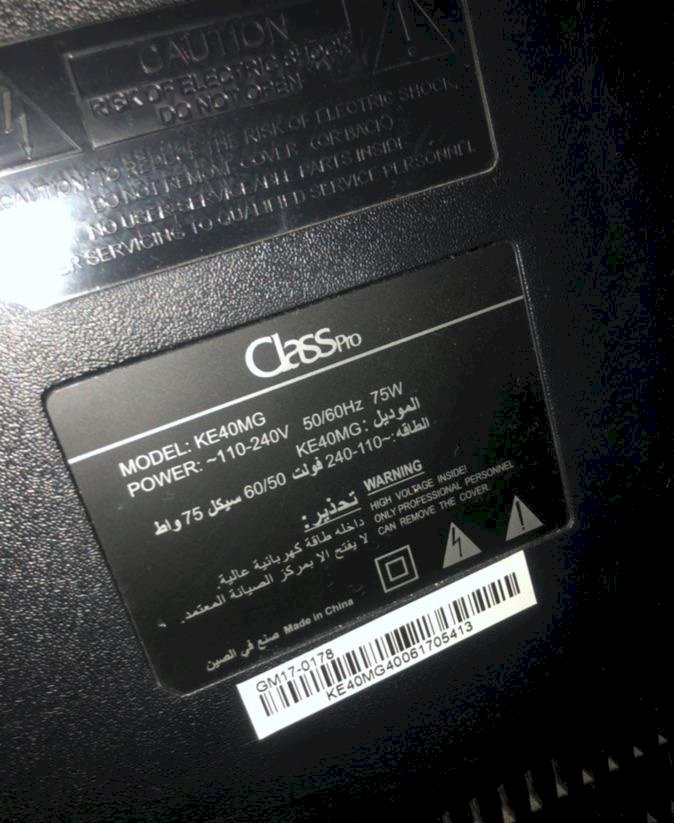 CAUTION
RISK OF ELECTRIC SHOCK
DO NOT OPEN
CAUTION: TO REDUCE THE RISK OF ELECTRIC SHOCK,
DO NOT REMOVE COVER (OR BACK)
NO USER SERVICEABLE PARTS INSIDE
SERVICING TO QUALIFIED SERVICE PERSONNEL
Class Pro
MODEL: KE40MG
POWER: ~110-240V 50/60Hz 75W
الموديل: KE40MG
الطاقه:~110-240 فولت 60/50 سيكل 75 واط
WARNING
HIGH VOLTAGE INSIDE!
ONLY PROFESSIONAL PERSONNEL
CAN REMOVE THE COVER.
تحذير:
داخله طاقة كهربائية عالية
لا يفتح الا بمركز الصيانة المعتمد.
صنع في الصين Made in China
GM17-0178
KE40MG40061705413